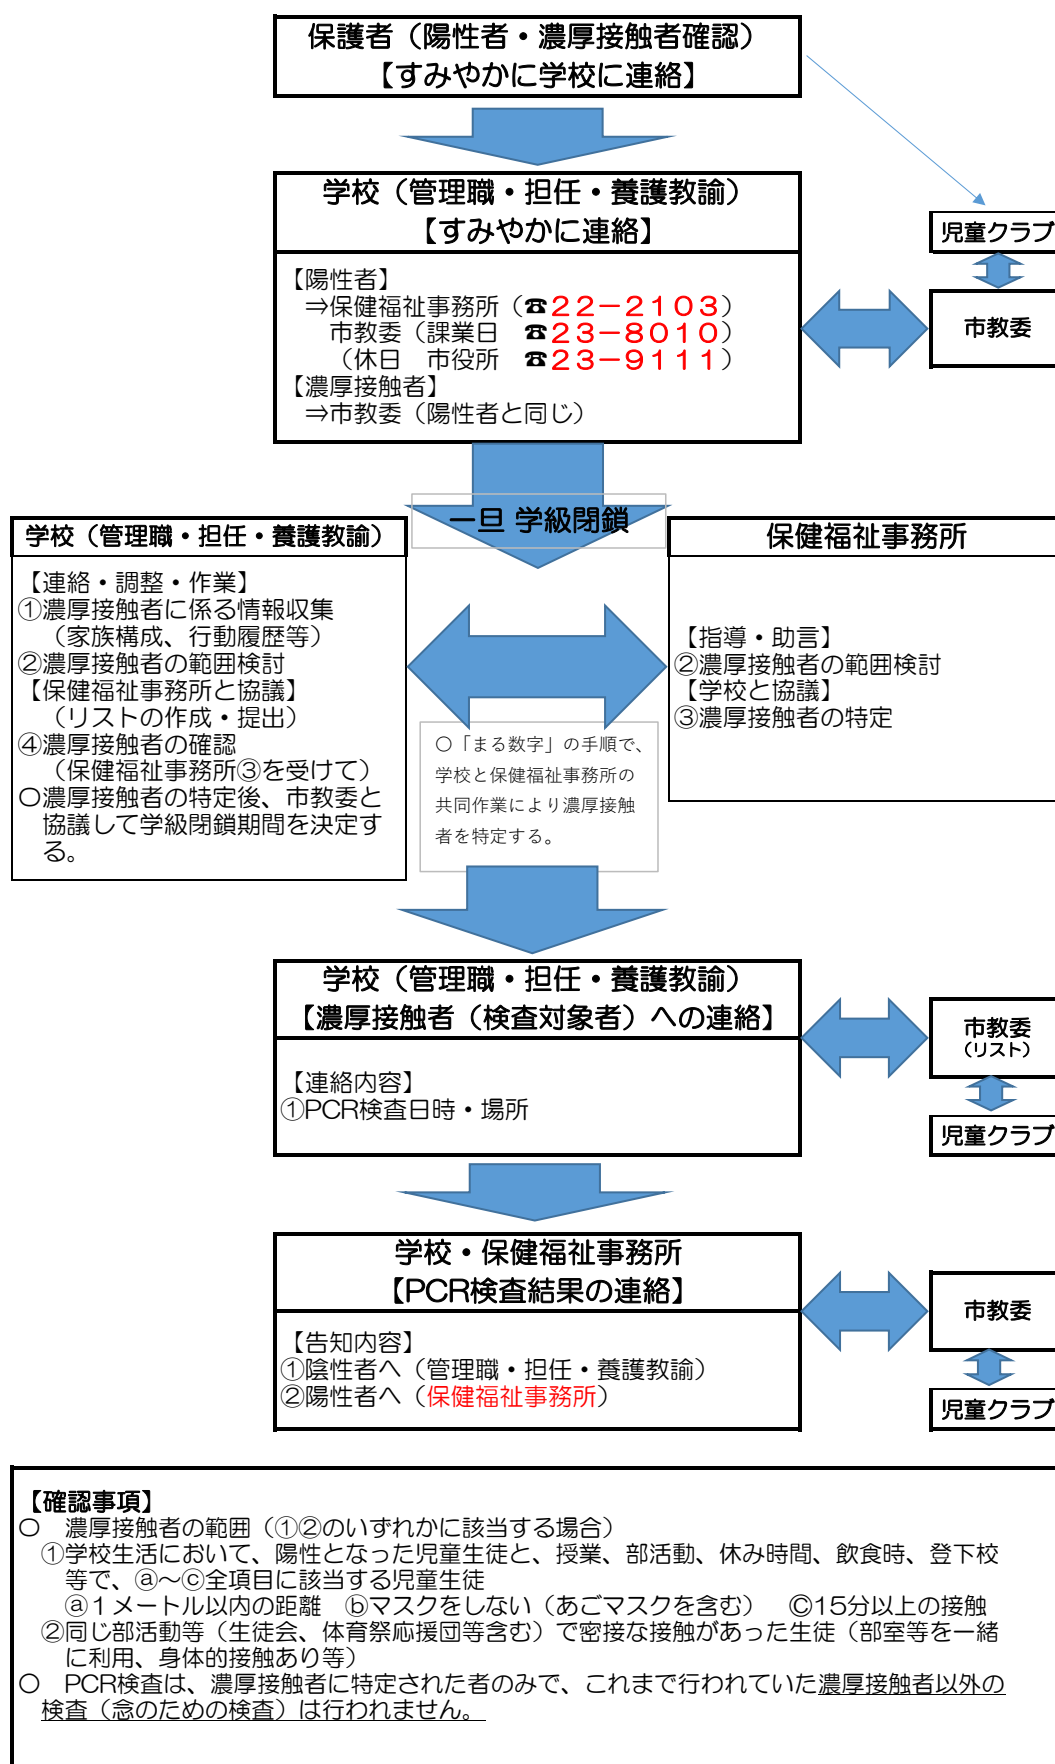 保護者（陽性者・濃厚接触者確認）
【すみやかに学校に連絡】
学校（管理職・担任・養護教諭）
【すみやかに連絡】
【陽性者】
⇒保健福祉事務所（☎２２－２１０３）
市教委（課業日　☎２３－８０１０）
（休日　市役所　☎２３－９１１１）
【濃厚接触者】
⇒市教委（陽性者と同じ）
児童クラブ
市教委
一旦 学級閉鎖
学校（管理職・担任・養護教諭）
【連絡・調整・作業】
①濃厚接触者に係る情報収集
（家族構成、行動履歴等）
②濃厚接触者の範囲検討
【保健福祉事務所と協議】
（リストの作成・提出）
④濃厚接触者の確認
（保健福祉事務所③を受けて）
〇濃厚接触者の特定後、市教委と
協議して学級閉鎖期間を決定す
る。
保健福祉事務所
【指導・助言】
②濃厚接触者の範囲検討
【学校と協議】
③濃厚接触者の特定
〇「まる数字」の手順で、
学校と保健福祉事務所の
共同作業により濃厚接触
者を特定する。
学校（管理職・担任・養護教諭）
【濃厚接触者（検査対象者）への連絡】
【連絡内容】
①PCR検査日時・場所
市教委
（リスト）
児童クラブ
学校・保健福祉事務所
【PCR検査結果の連絡】
【告知内容】
①陰性者へ（管理職・担任・養護教諭）
②陽性者へ（保健福祉事務所）
市教委
児童クラブ
【確認事項】
〇　濃厚接触者の範囲（①②のいずれかに該当する場合）
①学校生活において、陽性となった児童生徒と、授業、部活動、休み時間、飲食時、登下校
等で、ⓐ～ⓒ全項目に該当する児童生徒
ⓐ１メートル以内の距離　ⓑマスクをしない（あごマスクを含む）　Ⓒ15分以上の接触
②同じ部活動等（生徒会、体育祭応援団等含む）で密接な接触があった生徒（部室等を一緒
に利用、身体的接触あり等）
〇　PCR検査は、濃厚接触者に特定された者のみで、これまで行われていた濃厚接触者以外の
検査（念のための検査）は行われません。